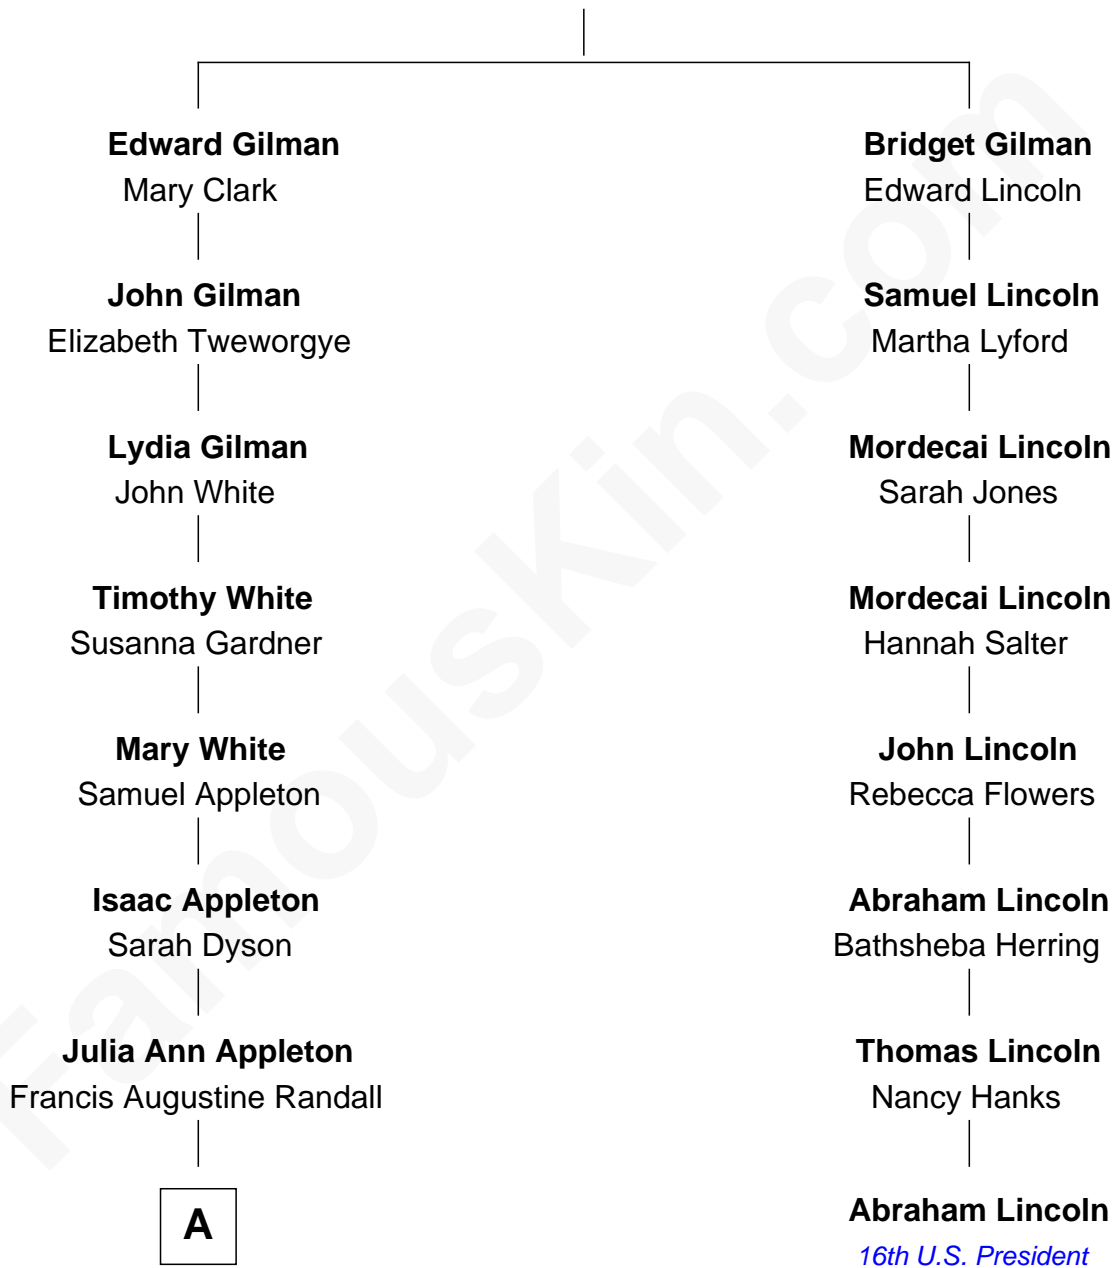 Edward Gilman
Mary Clark
John Gilman
Elizabeth Tweworgye
Lydia Gilman
John White
Timothy White
Susanna Gardner
Mary White
Samuel Appleton
Isaac Appleton
Sarah Dyson
Julia Ann Appleton
Francis Augustine Randall
A
Bridget Gilman
Edward Lincoln
Samuel Lincoln
Martha Lyford
Mordecai Lincoln
Sarah Jones
Mordecai Lincoln
Hannah Salter
John Lincoln
Rebecca Flowers
Abraham Lincoln
Bathsheba Herring
Thomas Lincoln
Nancy Hanks
Abraham Lincoln
16th U.S. President
FamousKin.com